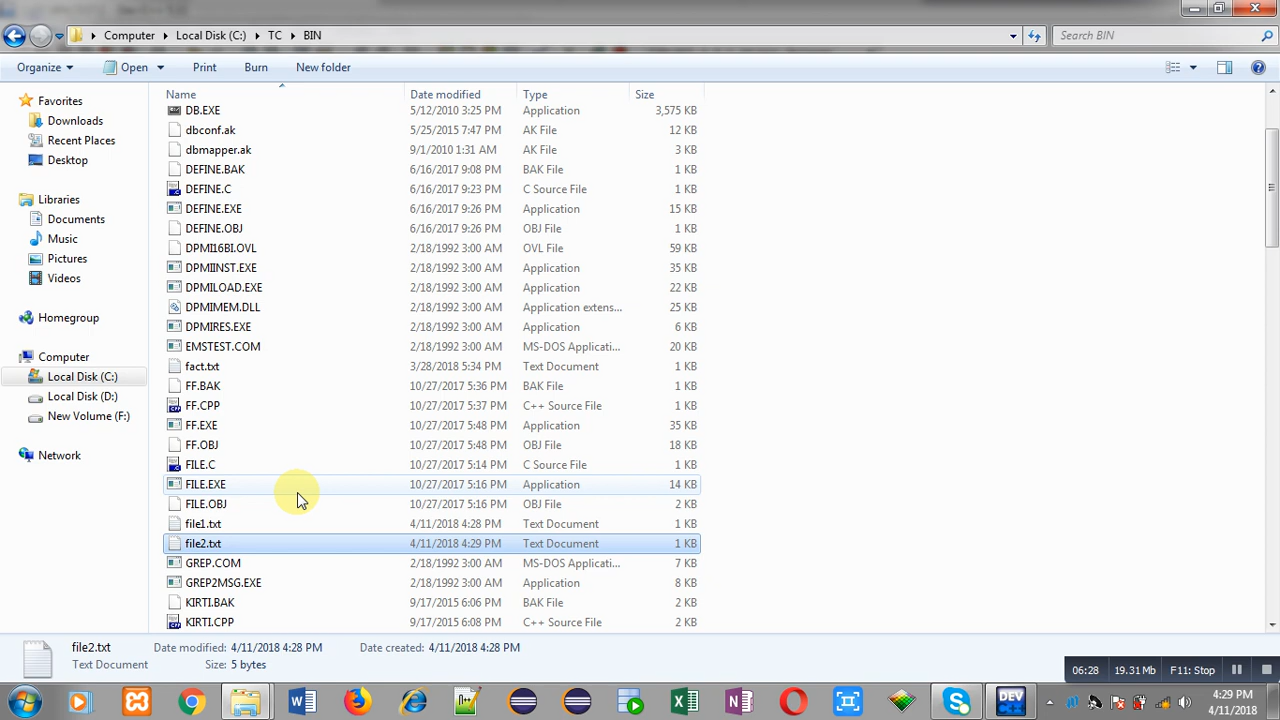 Computer Local Disk (C:) TC BIN Search BIN
Organize Open Print Burn New folder
Name Date modified Type Size
Favorites
Downloads
Recent Places
Desktop
Libraries
Documents
Music
Pictures
Videos
Homegroup
Computer
Local Disk (C:)
Local Disk (D:)
New Volume (F:)
Network
DB.EXE 5/12/2010 3:25 PM Application 3,575 KB
dbconf.ak 5/25/2015 7:47 PM AK File 12 KB
dbmapper.ak 9/1/2010 1:31 AM AK File 3 KB
DEFINE.BAK 6/16/2017 9:08 PM BAK File 1 KB
DEFINE.C 6/16/2017 9:23 PM C Source File 1 KB
DEFINE.EXE 6/16/2017 9:26 PM Application 15 KB
DEFINE.OBJ 6/16/2017 9:26 PM OBJ File 1 KB
DPMI16BI.OVL 2/18/1992 3:00 AM OVL File 59 KB
DPMIINST.EXE 2/18/1992 3:00 AM Application 35 KB
DPMILOAD.EXE 2/18/1992 3:00 AM Application 22 KB
DPMIMEM.DLL 2/18/1992 3:00 AM Application extens... 25 KB
DPMIRES.EXE 2/18/1992 3:00 AM Application 6 KB
EMSTEST.COM 2/18/1992 3:00 AM MS-DOS Applicati... 20 KB
fact.txt 3/28/2018 5:34 PM Text Document 1 KB
FF.BAK 10/27/2017 5:36 PM BAK File 1 KB
FF.CPP 10/27/2017 5:37 PM C++ Source File 1 KB
FF.EXE 10/27/2017 5:48 PM Application 35 KB
FF.OBJ 10/27/2017 5:48 PM OBJ File 18 KB
FILE.C 10/27/2017 5:14 PM C Source File 1 KB
FILE.EXE 10/27/2017 5:16 PM Application 14 KB
FILE.OBJ 10/27/2017 5:16 PM OBJ File 2 KB
file1.txt 4/11/2018 4:28 PM Text Document 1 KB
file2.txt 4/11/2018 4:29 PM Text Document 1 KB
GREP.COM 2/18/1992 3:00 AM MS-DOS Applicati... 7 KB
GREP2MSG.EXE 2/18/1992 3:00 AM Application 8 KB
KIRTI.BAK 9/17/2015 6:06 PM BAK File 2 KB
KIRTI.CPP 9/17/2015 6:08 PM C++ Source File 2 KB
file2.txt Date modified: 4/11/2018 4:28 PM Date created: 4/11/2018 4:28 PM
Text Document Size: 5 bytes
06:28 19.31 Mb F11: Stop
DEV
C++
4:29 PM
4/11/2018